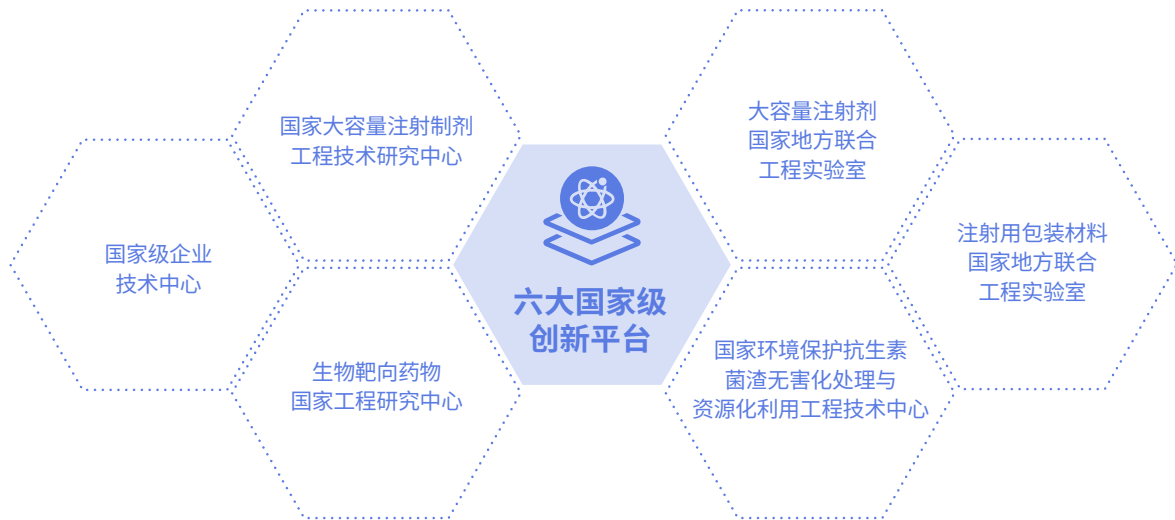 国家大容量注射制剂
工程技术研究中心
大容量注射剂
国家地方联合
工程实验室
国家级企业
技术中心
六大国家级
创新平台
注射用包装材料
国家地方联合
工程实验室
生物靶向药物
国家工程研究中心
国家环境保护抗生素
菌渣无害化处理与
资源化利用工程技术中心